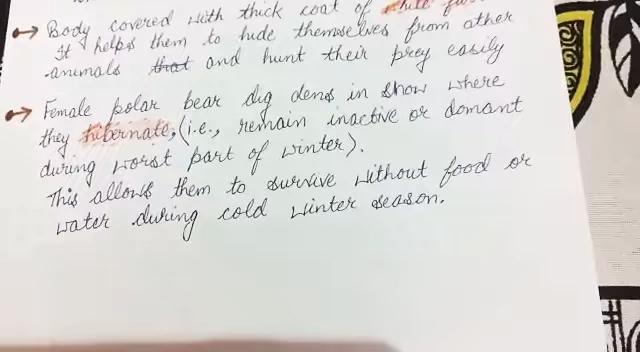 Body covered with thick coat of white fur
It helps them to hide themselves from other
animals that and hunt their prey easily
Female polar bear dig dens in snow where
they hibernate, (i.e., remain inactive or domant
during worst part of winter).
This allows them to survive without food or
water during cold winter season.